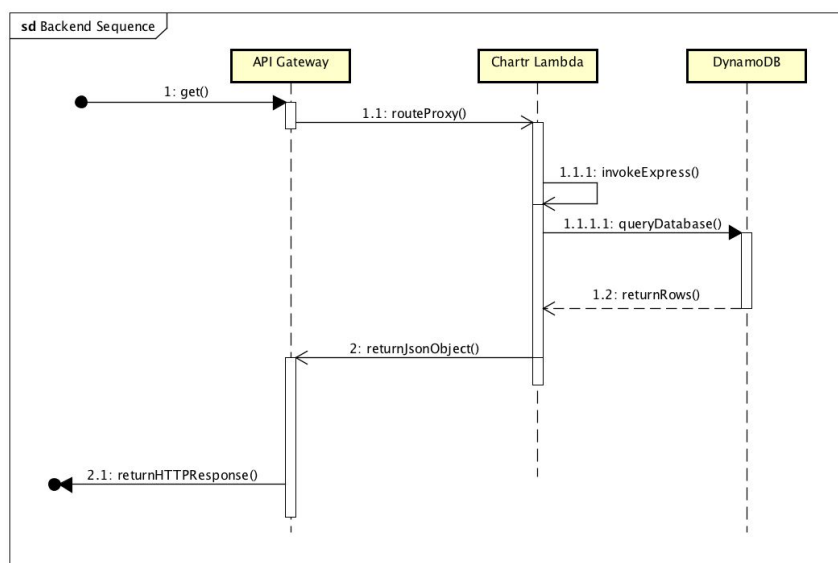 sd Backend Sequence
API Gateway
Chartr Lambda
DynamoDB
1: get()
1.1: routeProxy()
1.1.1: invokeExpress()
1.1.1.1: queryDatabase()
1.2: returnRows()
2: returnJsonObject()
2.1: returnHTTPResponse()